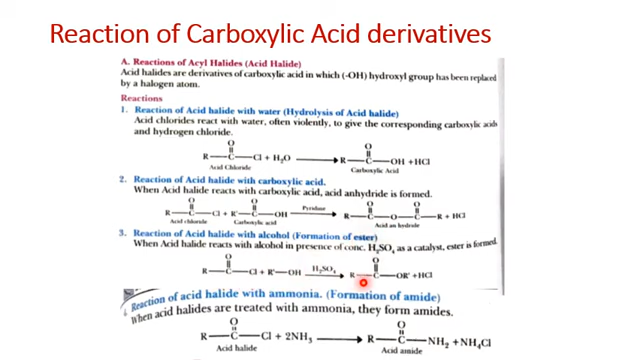 Reaction of Carboxylic Acid derivatives
A. Reactions of Acyl Halides (Acid Halide)
Acid halides are derivatives of carboxylic acid in which (-OH) hydroxyl group has been replaced
by a halogen atom.
Reactions
1. Reaction of Acid halide with water (Hydrolysis of Acid halide)
Acid chlorides react with water, often violently, to give the corresponding carboxylic acids
and hydrogen chloride.
O O
R—C—Cl + H₂O ⟶ R—C—OH +HCl
Acid Chloride Carboxylic Acid
2. Reaction of Acid halide with carboxylic acid.
When Acid halide reacts with carboxylic acid, acid anhydride is formed.
O O Pyridine O O
R—C—Cl + R'—C—OH ⟶ R—C—O—C—R + HCl
Acid chloride Carboxylic acid Acid an hydride
3. Reaction of Acid halide with alcohol (Formation of ester)
When Acid halide reacts with alcohol in presence of conc. H₂SO₄ as a catalyst, ester is formed.
O O
R—C—Cl + R'—OH H₂SO₄ ⟶ R—C—OR' +HCl
Reaction of acid halide with ammonia. (Formation of amide)
When acid halides are treated with ammonia, they form amides.
O O
R—C—Cl + 2NH₃ ⟶ R—C—NH₂ +NH₄Cl
Acid halide Acid amide